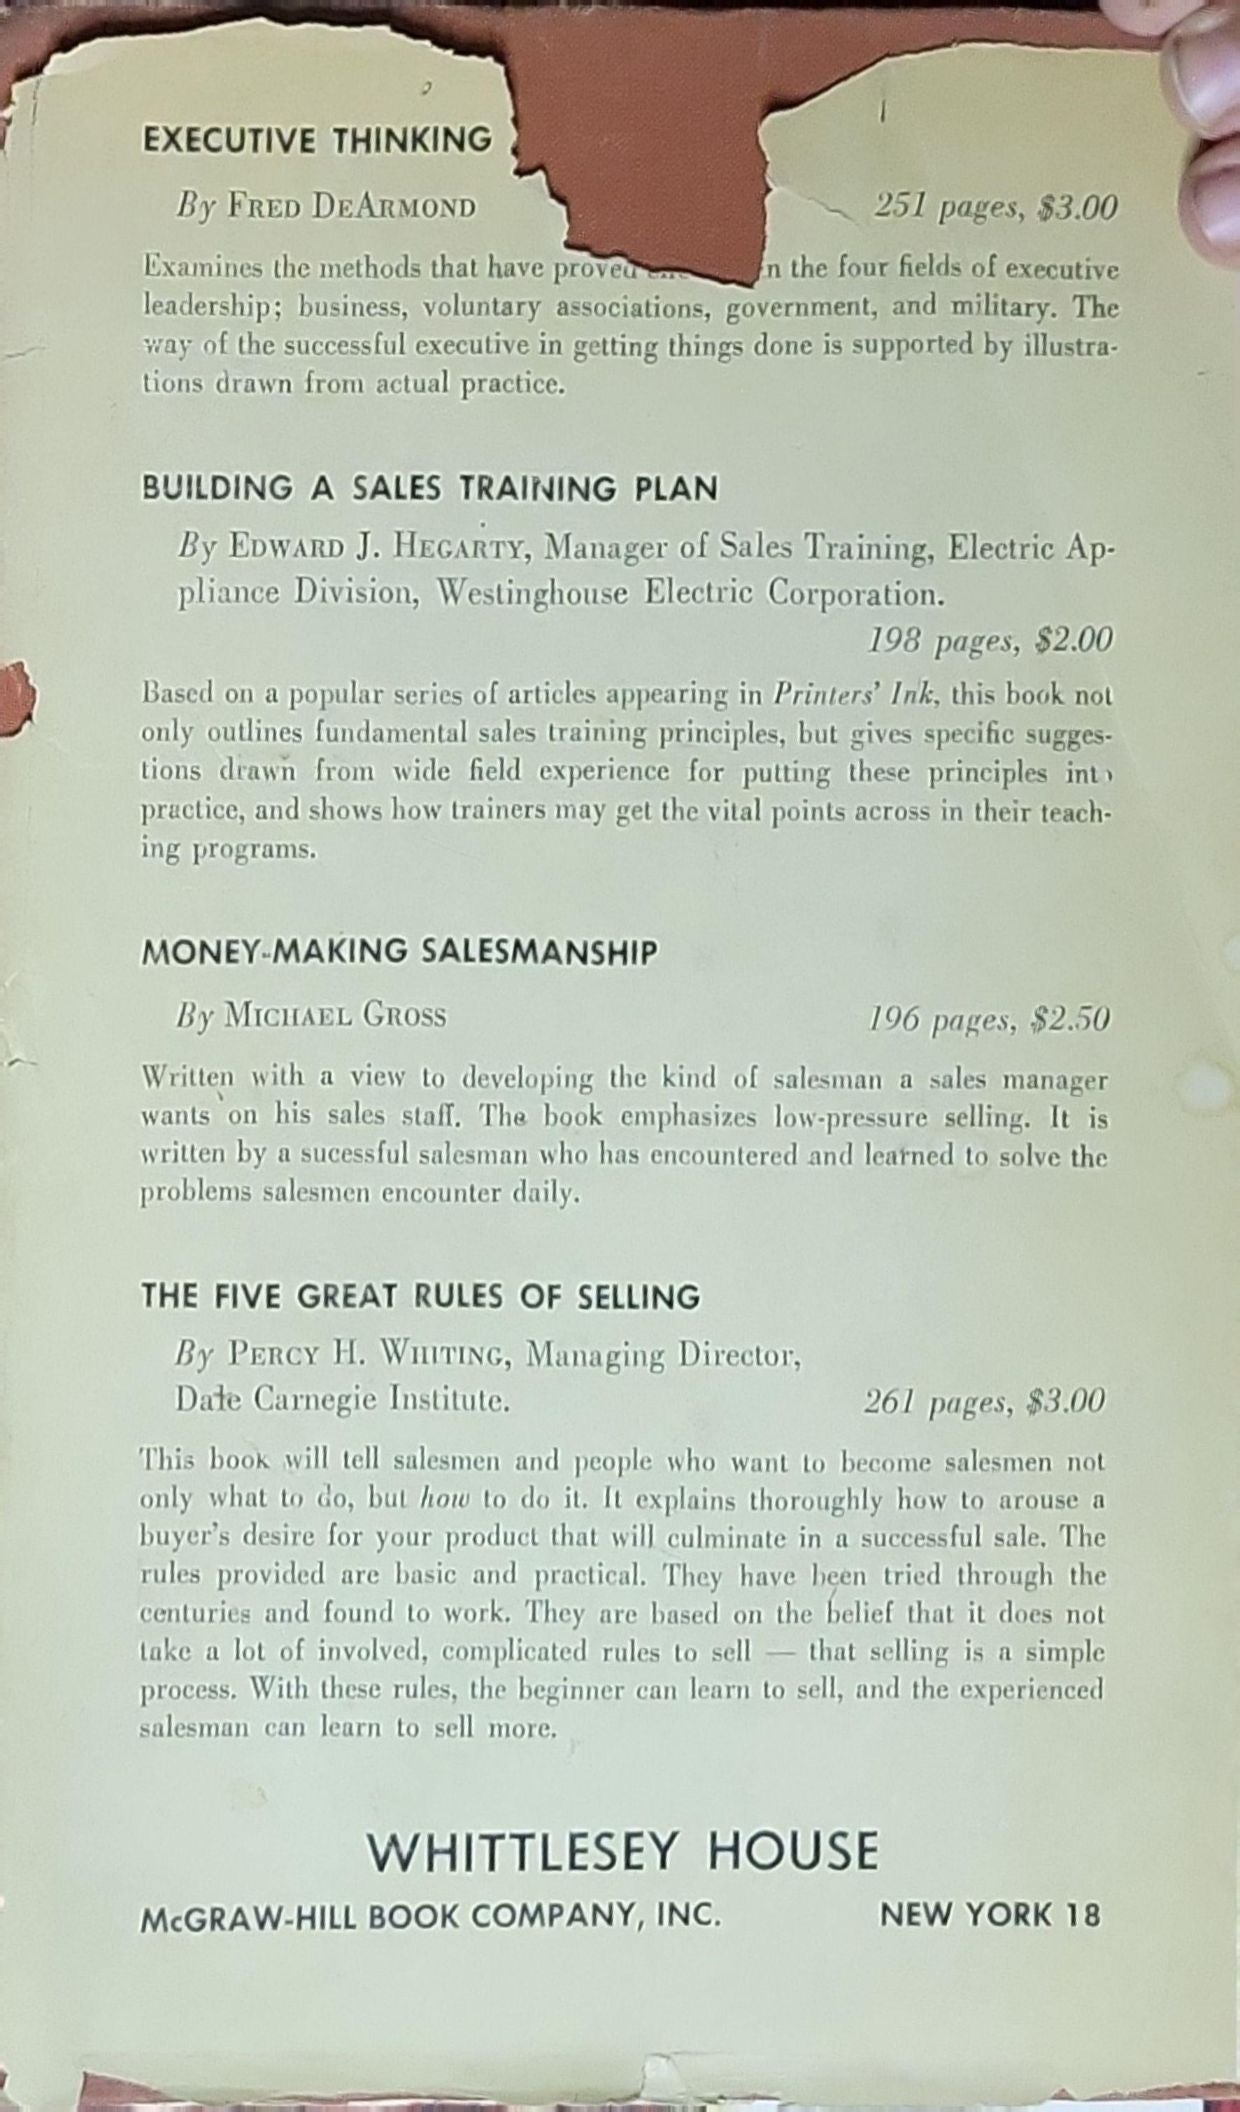 EXECUTIVE THINKING
By FRED DEARMOND 251 pages, $3.00
Examines the methods that have proved n the four fields of executive
leadership; business, voluntary associations, government, and military. The
way of the successful executive in getting things done is supported by illustra-
tions drawn from actual practice.
BUILDING A SALES TRAINING PLAN
By EDWARD J. HEGARTY, Manager of Sales Training, Electric Ap-
pliance Division, Westinghouse Electric Corporation.
198 pages, $2.00
Based on a popular series of articles appearing in Printers' Ink, this book not
only outlines fundamental sales training principles, but gives specific sugges-
tions drawn from wide field experience for putting these principles into
practice, and shows how trainers may get the vital points across in their teach-
ing programs.
MONEY-MAKING SALESMANSHIP
By MICHAEL GROSS 196 pages, $2.50
Written with a view to developing the kind of salesman a sales manager
wants on his sales staff. The book emphasizes low-pressure selling. It is
written by a sucessful salesman who has encountered and learned to solve the
problems salesmen encounter daily.
THE FIVE GREAT RULES OF SELLING
By PERCY H. WHITING, Managing Director,
Dale Carnegie Institute. 261 pages, $3.00
This book will tell salesmen and people who want to become salesmen not
only what to do, but how to do it. It explains thoroughly how to arouse a
buyer's desire for your product that will culminate in a successful sale. The
rules provided are basic and practical. They have been tried through the
centuries and found to work. They are based on the belief that it does not
take a lot of involved, complicated rules to sell — that selling is a simple
process. With these rules, the beginner can learn to sell, and the experienced
salesman can learn to sell more.
WHITTLESEY HOUSE
McGRAW-HILL BOOK COMPANY, INC. NEW YORK 18